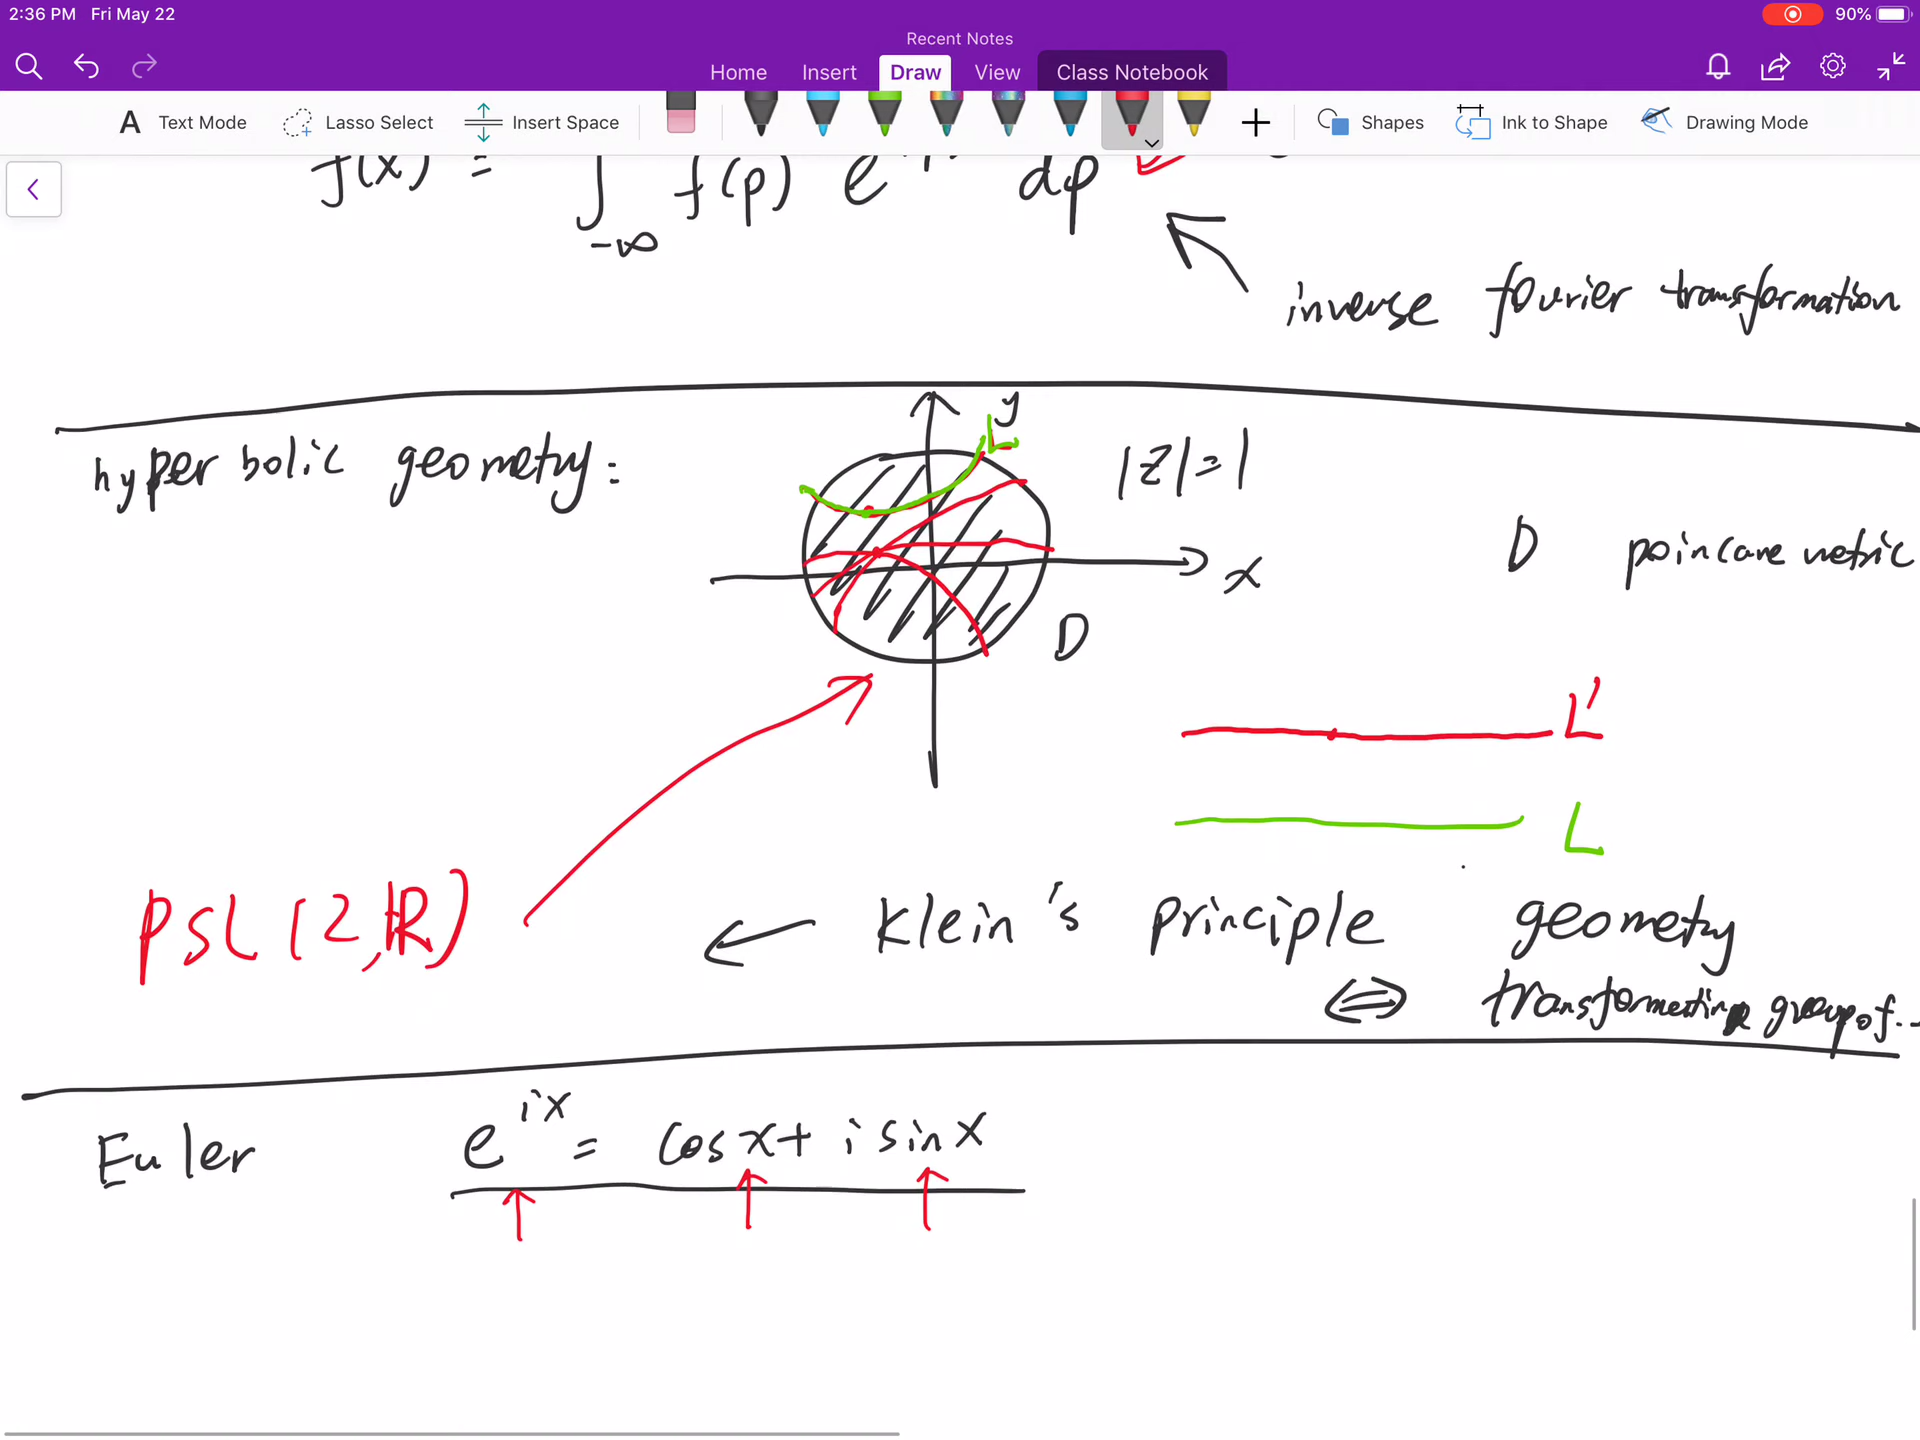 2:36 PM Fri May 22
90%
Recent Notes
Home Insert Draw View Class Notebook
A Text Mode Lasso Select Insert Space Shapes Ink to Shape Drawing Mode
f(x) = ∫ f(p) e dp
-∞
inverse fourier transformation
y
L
hyperbolic geometry:
|z|=1
D poincare metric
x
D
L'
L
PSL(2,ℝ) ← Klein's principle geometry
⇔ transformation group of...
Euler e^{ix} = cos x + i sin x